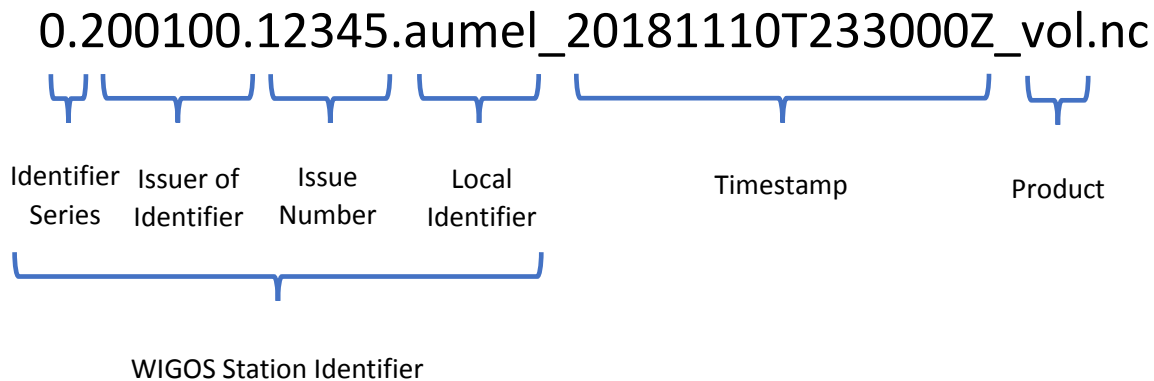 0.200100.12345.aumel_20181110T233000Z_vol.nc
Identifier Series
Issuer of Identifier
Issue Number
Local Identifier
Timestamp
Product
WIGOS Station Identifier